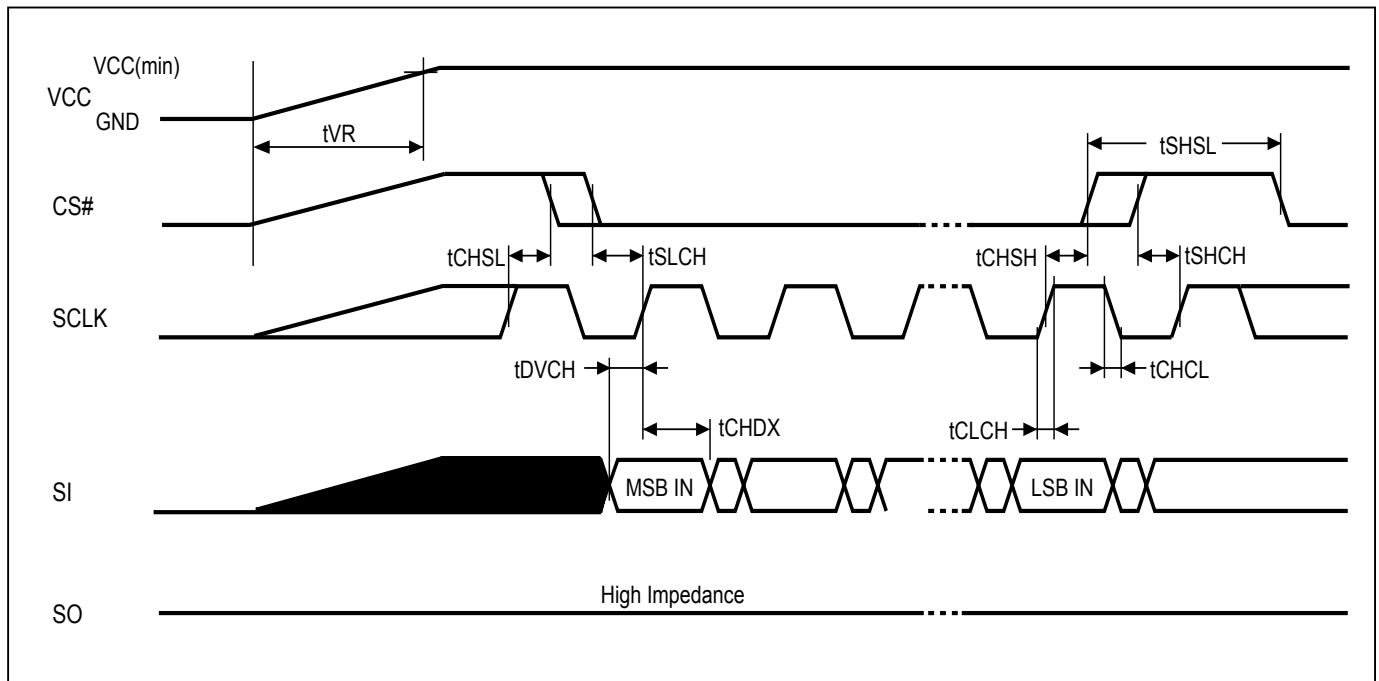 VCC(min)
VCC
GND
tVR
tSHSL
CS#
tCHSL
tSLCH
tCHSH
tSHCH
SCLK
tDVCH
tCHCL
tCHDX
tCLCH
SI
MSB IN
LSB IN
High Impedance
SO